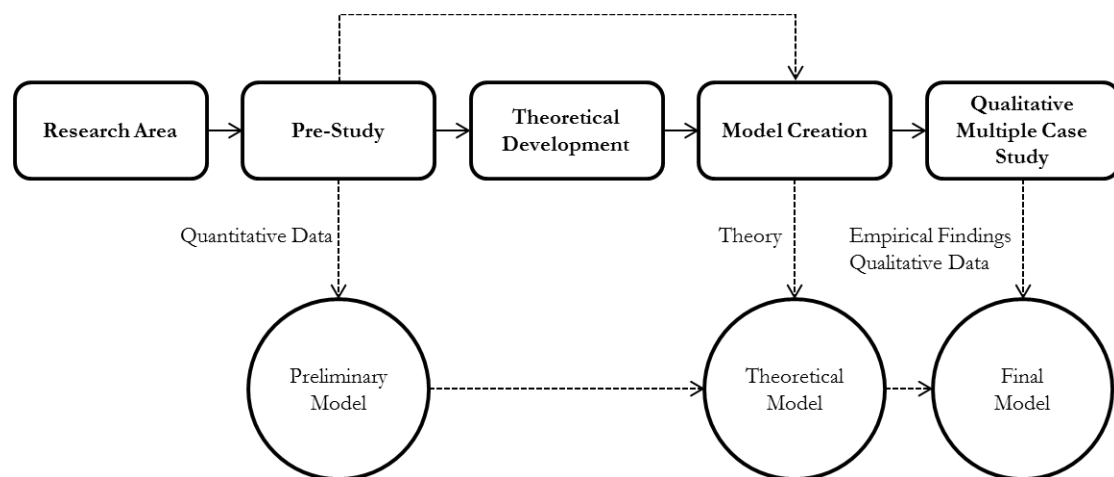 Research Area
Pre-Study
Theoretical
Development
Model Creation
Qualitative
Multiple Case
Study
Quantitative Data
Theory
Empirical Findings
Qualitative Data
Preliminary
Model
Theoretical
Model
Final
Model